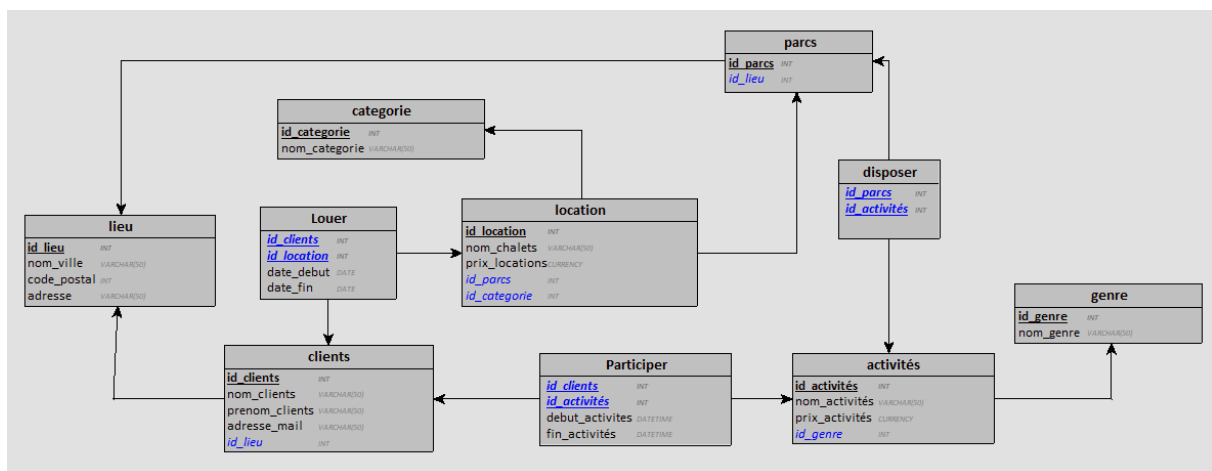 parcs
id_parcs INT
id_lieu INT
categorie
id_categorie INT
nom_categorie VARCHAR(50)
disposer
id_parcs INT
id_activités INT
lieu
id_lieu INT
nom_ville VARCHAR(50)
code_postal INT
adresse VARCHAR(50)
Louer
id_clients INT
id_location INT
date_debut DATE
date_fin DATE
location
id_location INT
nom_chalets VARCHAR(50)
prix_locations CURRENCY
id_parcs INT
id_categorie INT
genre
id_genre INT
nom_genre VARCHAR(50)
clients
id_clients INT
nom_clients VARCHAR(50)
prenom_clients VARCHAR(50)
adresse_mail VARCHAR(50)
id_lieu INT
Participer
id_clients INT
id_activités INT
debut_activites DATETIME
fin_activités DATETIME
activités
id_activités INT
nom_activités VARCHAR(50)
prix_activités CURRENCY
id_genre INT